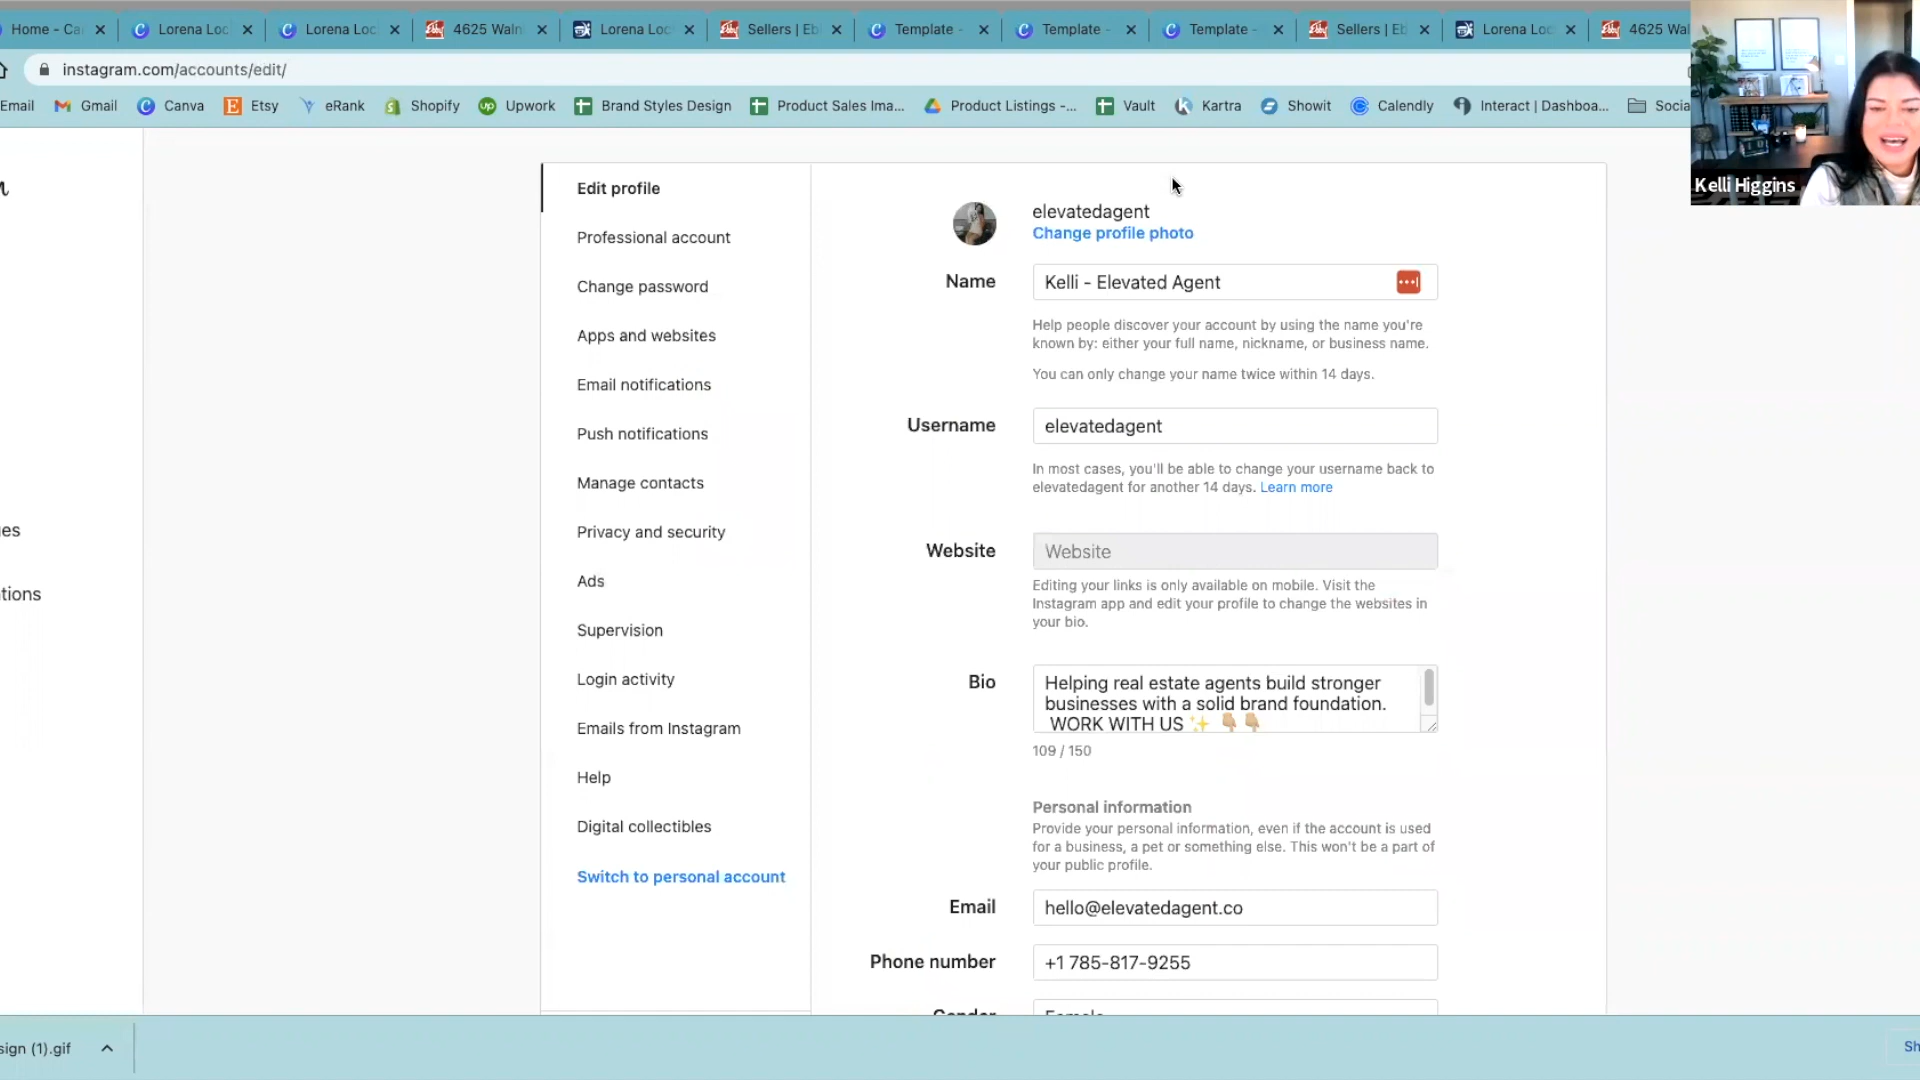 Home - Ca
Lorena Loc
Lorena Loc
4625 Waln
Lorena Loc
Sellers | Eb
Template -
Template -
Template -
Sellers | Eb
Lorena Loc
4625 Wal
instagram.com/accounts/edit/
Email
Gmail
Canva
Etsy
eRank
Shopify
Upwork
Brand Styles Design
Product Sales Ima...
Product Listings -...
Vault
Kartra
Showit
Calendly
Interact | Dashboa...
Socia
Kelli Higgins
es
tions
Edit profile
Professional account
Change password
Apps and websites
Email notifications
Push notifications
Manage contacts
Privacy and security
Ads
Supervision
Login activity
Emails from Instagram
Help
Digital collectibles
Switch to personal account
elevatedagent
Change profile photo
Name
Kelli - Elevated Agent
Help people discover your account by using the name you're
known by: either your full name, nickname, or business name.
You can only change your name twice within 14 days.
Username
elevatedagent
In most cases, you'll be able to change your username back to
elevatedagent for another 14 days. Learn more
Website
Website
Editing your links is only available on mobile. Visit the
Instagram app and edit your profile to change the websites in
your bio.
Bio
Helping real estate agents build stronger
businesses with a solid brand foundation.
WORK WITH US ✨ 👇🏼👇🏼
109 / 150
Personal information
Provide your personal information, even if the account is used
for a business, a pet or something else. This won't be a part of
your public profile.
Email
hello@elevatedagent.co
Phone number
+1 785-817-9255
Gender
Female
sign (1).gif
Sh